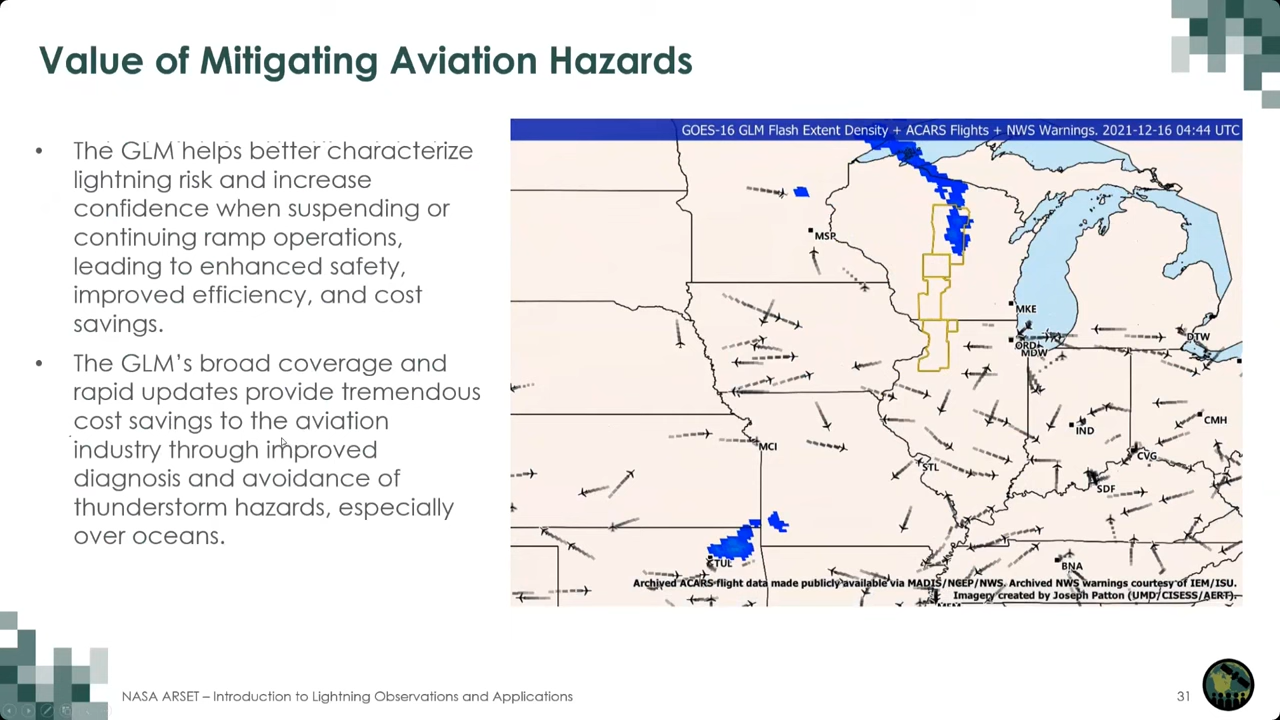 Value of Mitigating Aviation Hazards
• The GLM helps better characterize
lightning risk and increase
confidence when suspending or
continuing ramp operations,
leading to enhanced safety,
improved efficiency, and cost
savings.
• The GLM’s broad coverage and
rapid updates provide tremendous
cost savings to the aviation
industry through improved
diagnosis and avoidance of
thunderstorm hazards, especially
over oceans.
GOES-16 GLM Flash Extent Density + ACARS Flights + NWS Warnings. 2021-12-16 04:44 UTC
MSP
MKE
ORD
MDW
DTW
CMH
IND
MCI
CVG
STL
SDF
TUL
BNA
Archived ACARS flight data made publicly available via MADIS/NCEP/NWS. Archived NWS warnings courtesy of IEM/ISU.
Imagery created by Joseph Patton (UMD/CISESS/AERT).
NASA ARSET – Introduction to Lightning Observations and Applications
31